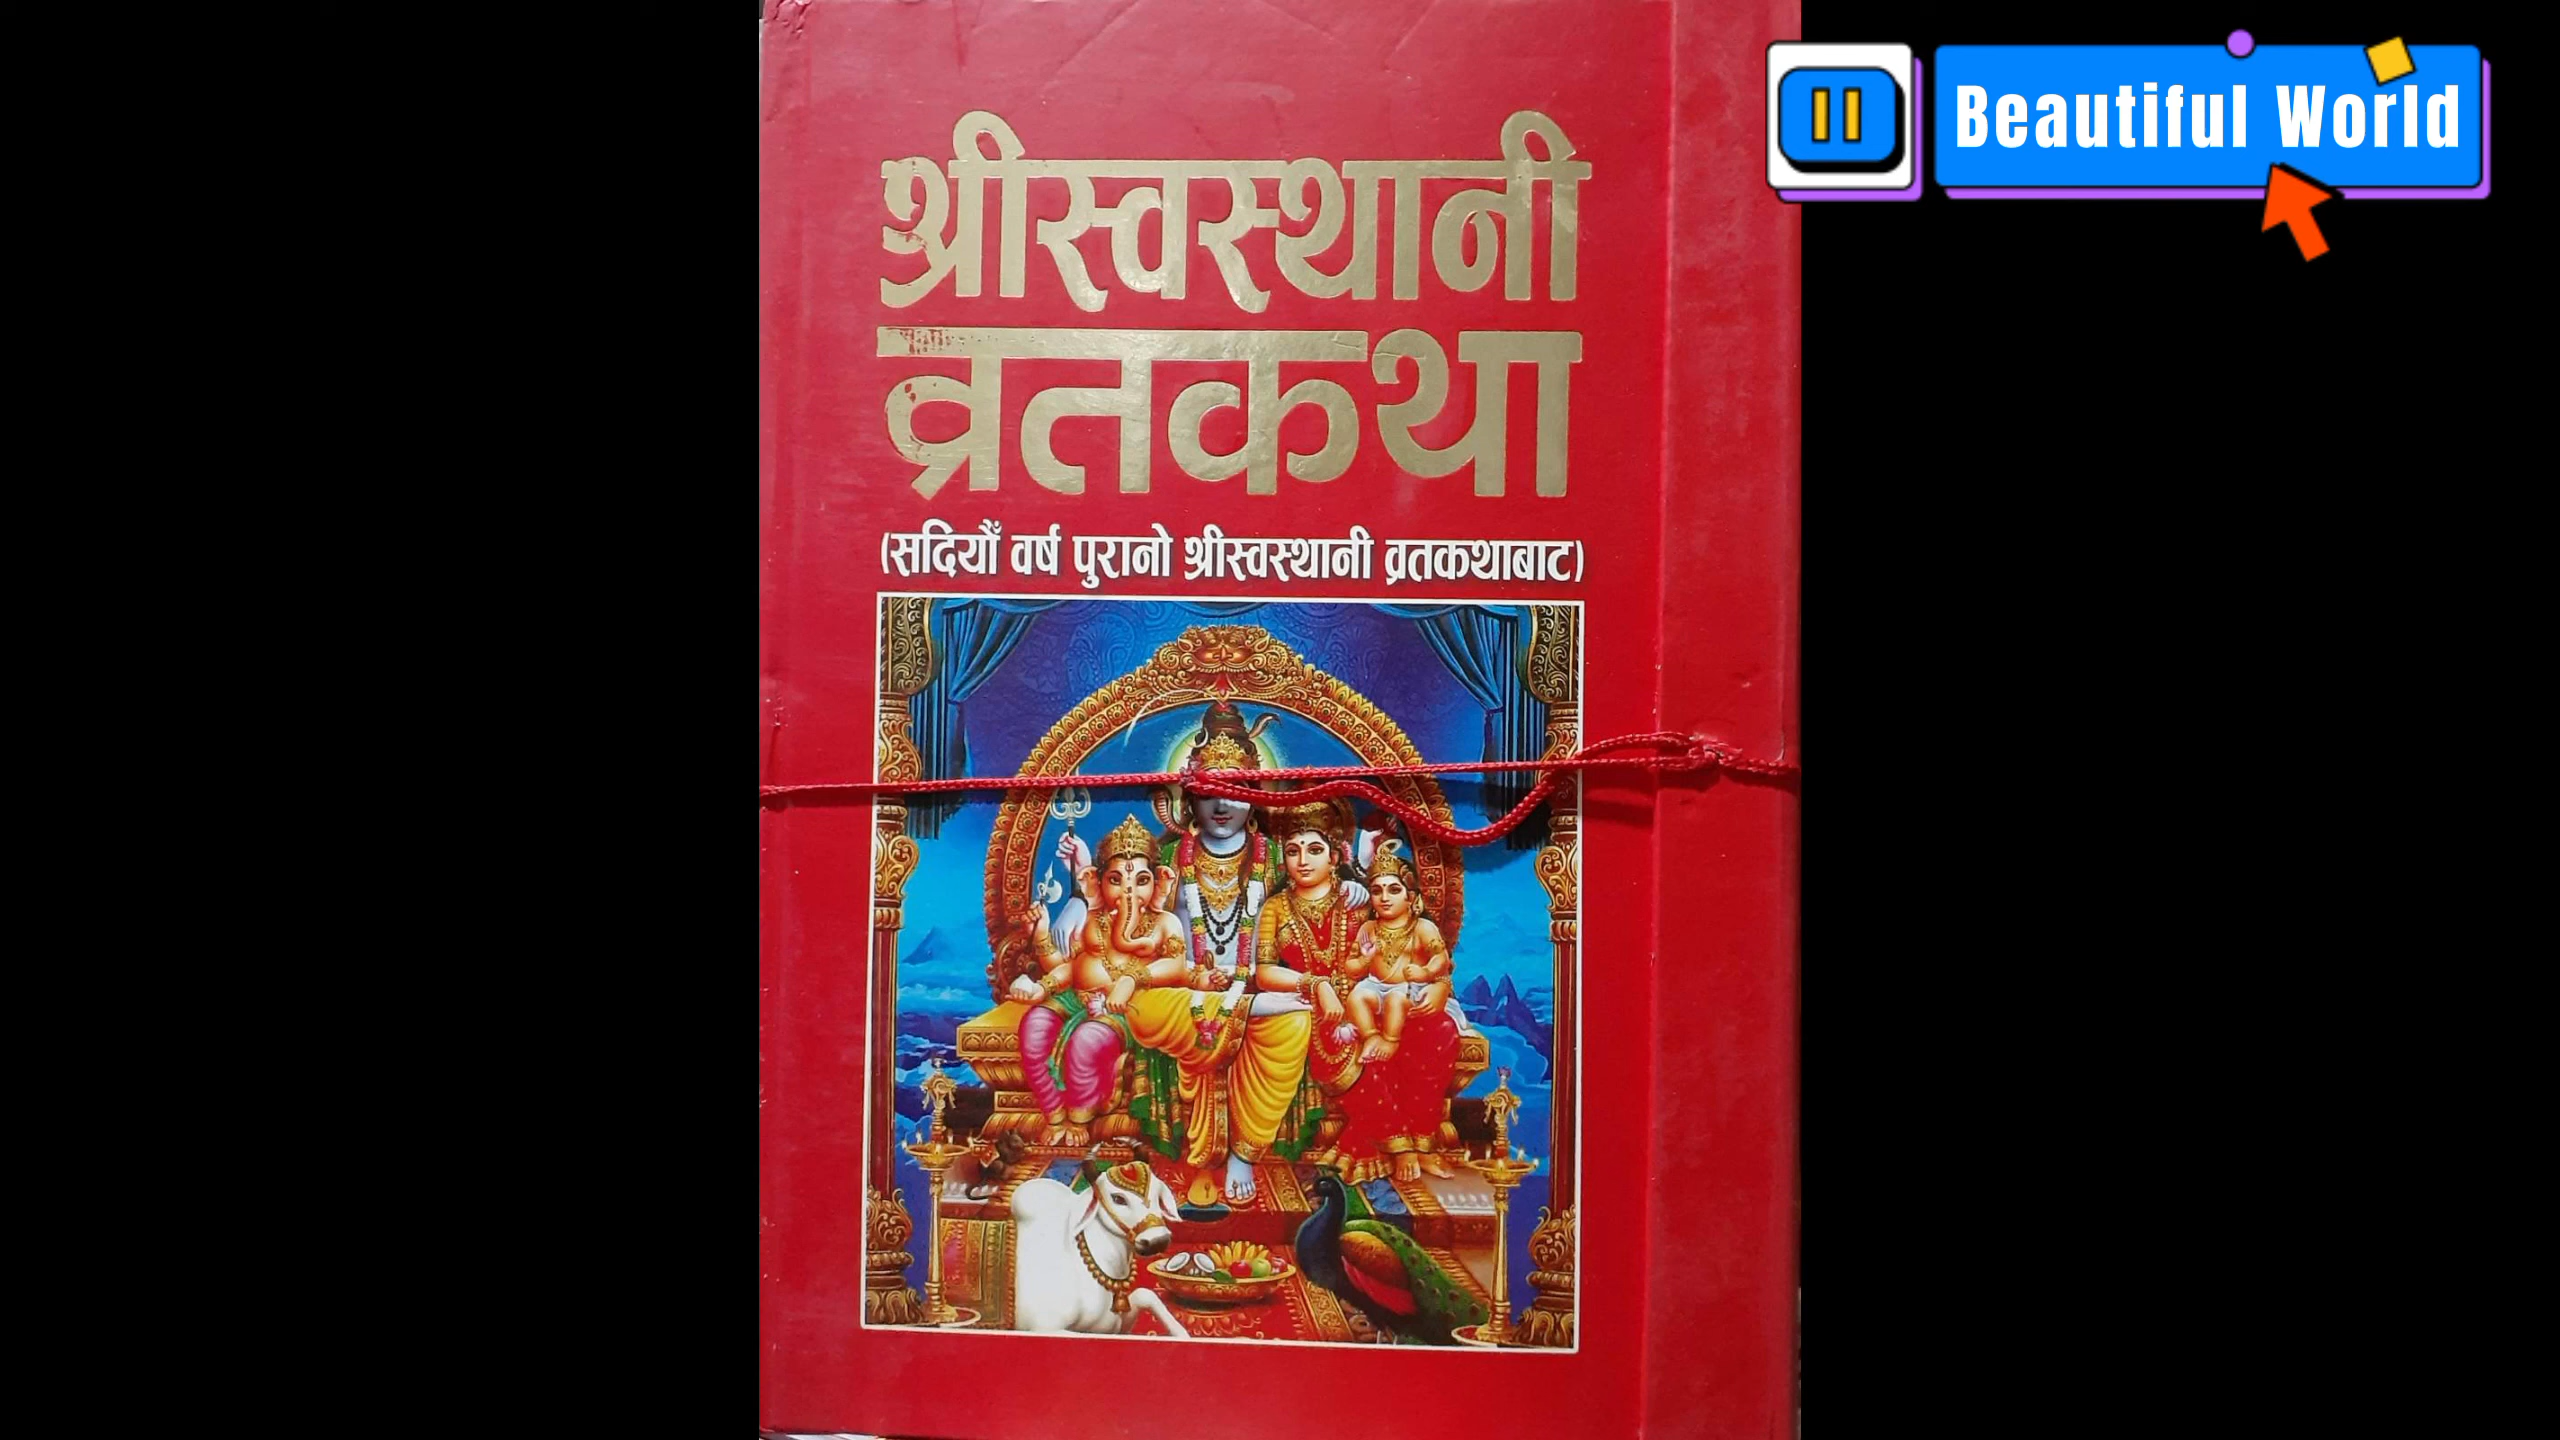 श्रीस्वस्थानी
व्रतकथा
(सदियौँ वर्ष पुरानो श्रीस्वस्थानी व्रतकथाबाट)
Beautiful World